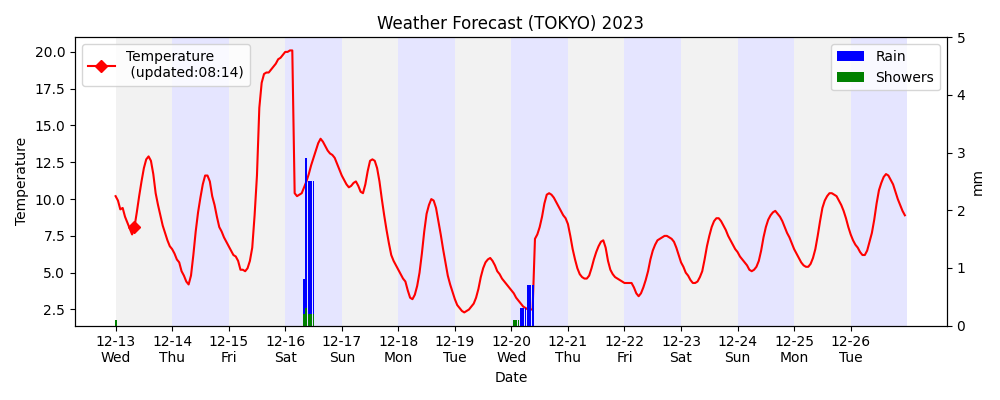 Weather Forecast (TOKYO) 2023
Temperature
(updated:08:14)
Rain
Showers
Temperature
20.0
17.5
15.0
12.5
10.0
7.5
5.0
2.5
5
4
3
2
1
0
mm
12-13 12-14 12-15 12-16 12-17 12-18 12-19 12-20 12-21 12-22 12-23 12-24 12-25 12-26
Wed Thu Fri Sat Sun Mon Tue Wed Thu Fri Sat Sun Mon Tue
Date